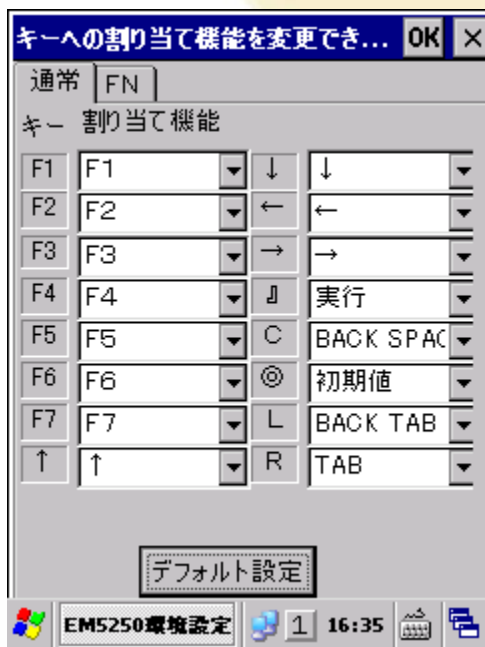 キーへの割り当て機能を変更でき... OK ×
通常 FN
キー 割り当て機能
F1 F1 ↓ ↓
F2 F2 ← ←
F3 F3 → →
F4 F4 』 実行
F5 F5 C BACK SPAC
F6 F6 ◎ 初期値
F7 F7 L BACK TAB
↑ ↑ R TAB
デフォルト設定
EM5250環境設定 1 16:35